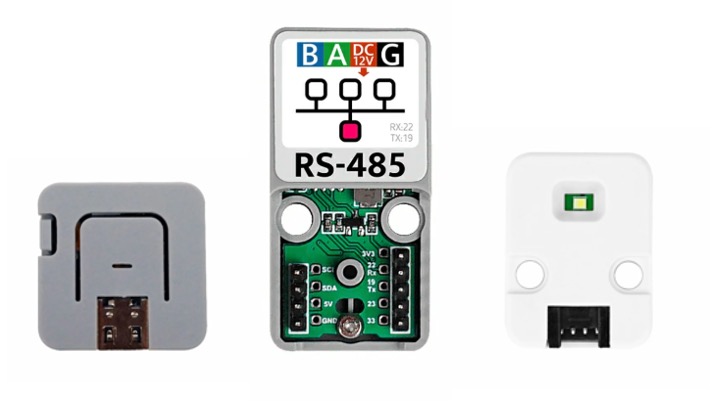 B A DC 12V G
RX:22
TX:19
RS-485
3V3
SCL 22 Rx
SDA 19 Tx
5V 23
GND 33